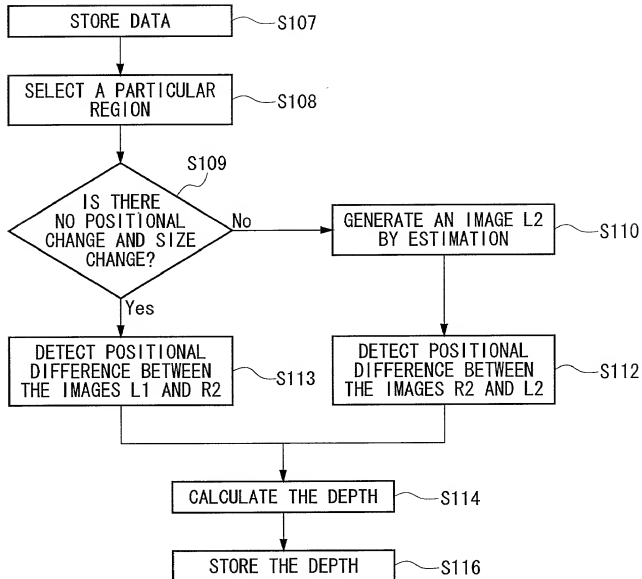 STORE DATA
S107
SELECT A PARTICULAR
REGION
S108
S109
IS THERE
NO POSITIONAL
CHANGE AND SIZE
CHANGE?
No
Yes
GENERATE AN IMAGE L2
BY ESTIMATION
S110
DETECT POSITIONAL
DIFFERENCE BETWEEN
THE IMAGES L1 AND R2
S113
DETECT POSITIONAL
DIFFERENCE BETWEEN
THE IMAGES R2 AND L2
S112
CALCULATE THE DEPTH
S114
STORE THE DEPTH
S116